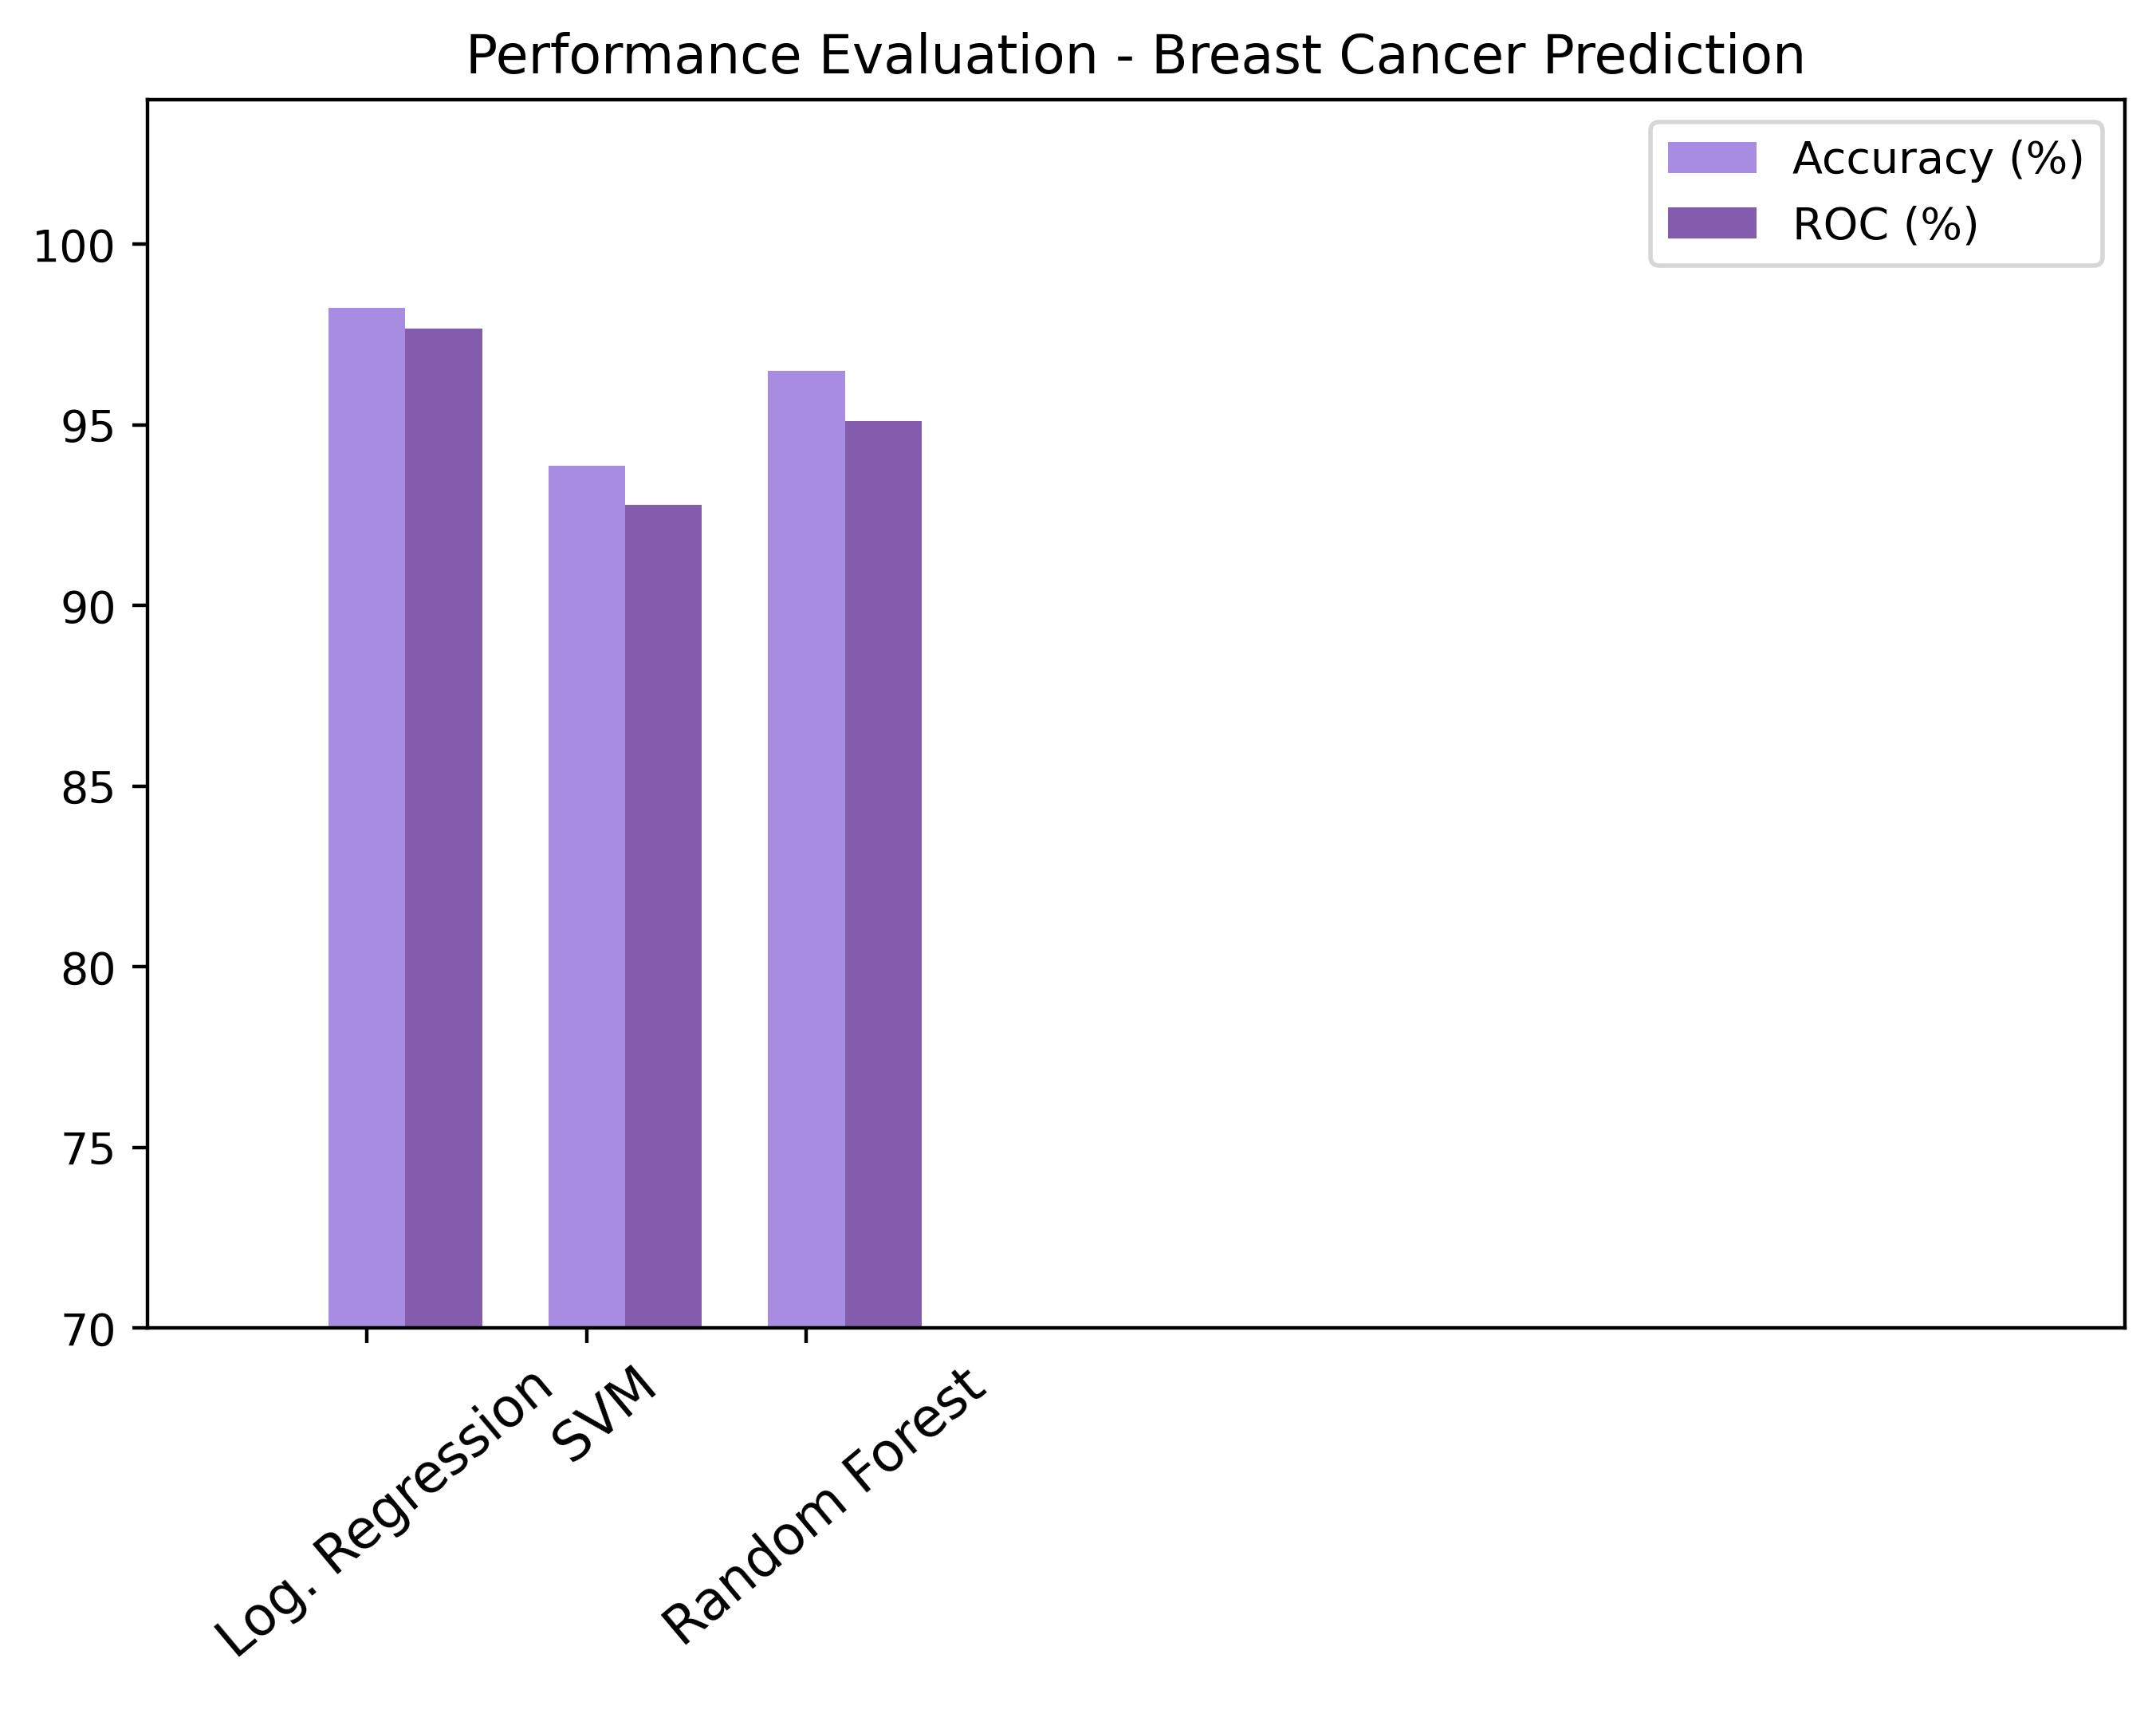 Performance Evaluation - Breast Cancer Prediction
Accuracy (%)
ROC (%)
100
95
90
85
80
75
70
Log. Regression
SVM
Random Forest